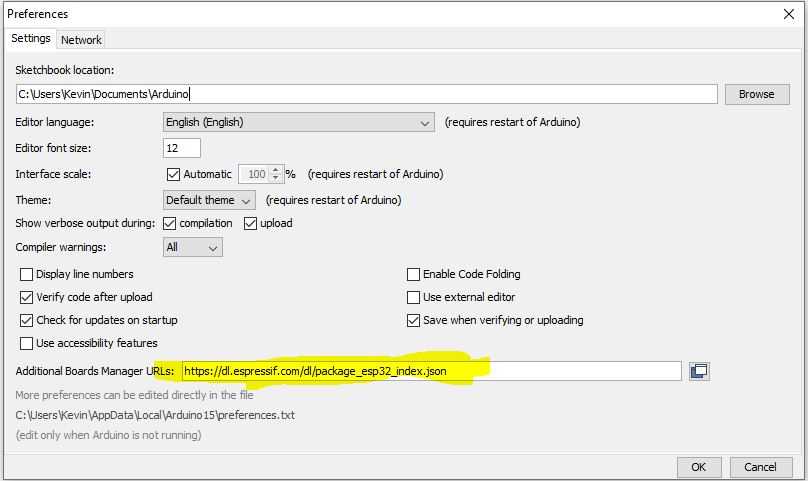 Preferences
Settings Network
Sketchbook location:
C:\Users\Kevin\Documents\Arduino Browse
Editor language: English (English) (requires restart of Arduino)
Editor font size: 12
Interface scale: Automatic 100 % (requires restart of Arduino)
Theme: Default theme (requires restart of Arduino)
Show verbose output during: compilation upload
Compiler warnings: All
Display line numbers Enable Code Folding
Verify code after upload Use external editor
Check for updates on startup Save when verifying or uploading
Use accessibility features
Additional Boards Manager URLs: https://dl.espressif.com/dl/package_esp32_index.json
More preferences can be edited directly in the file
C:\Users\Kevin\AppData\Local\Arduino15\preferences.txt
(edit only when Arduino is not running)
OK Cancel